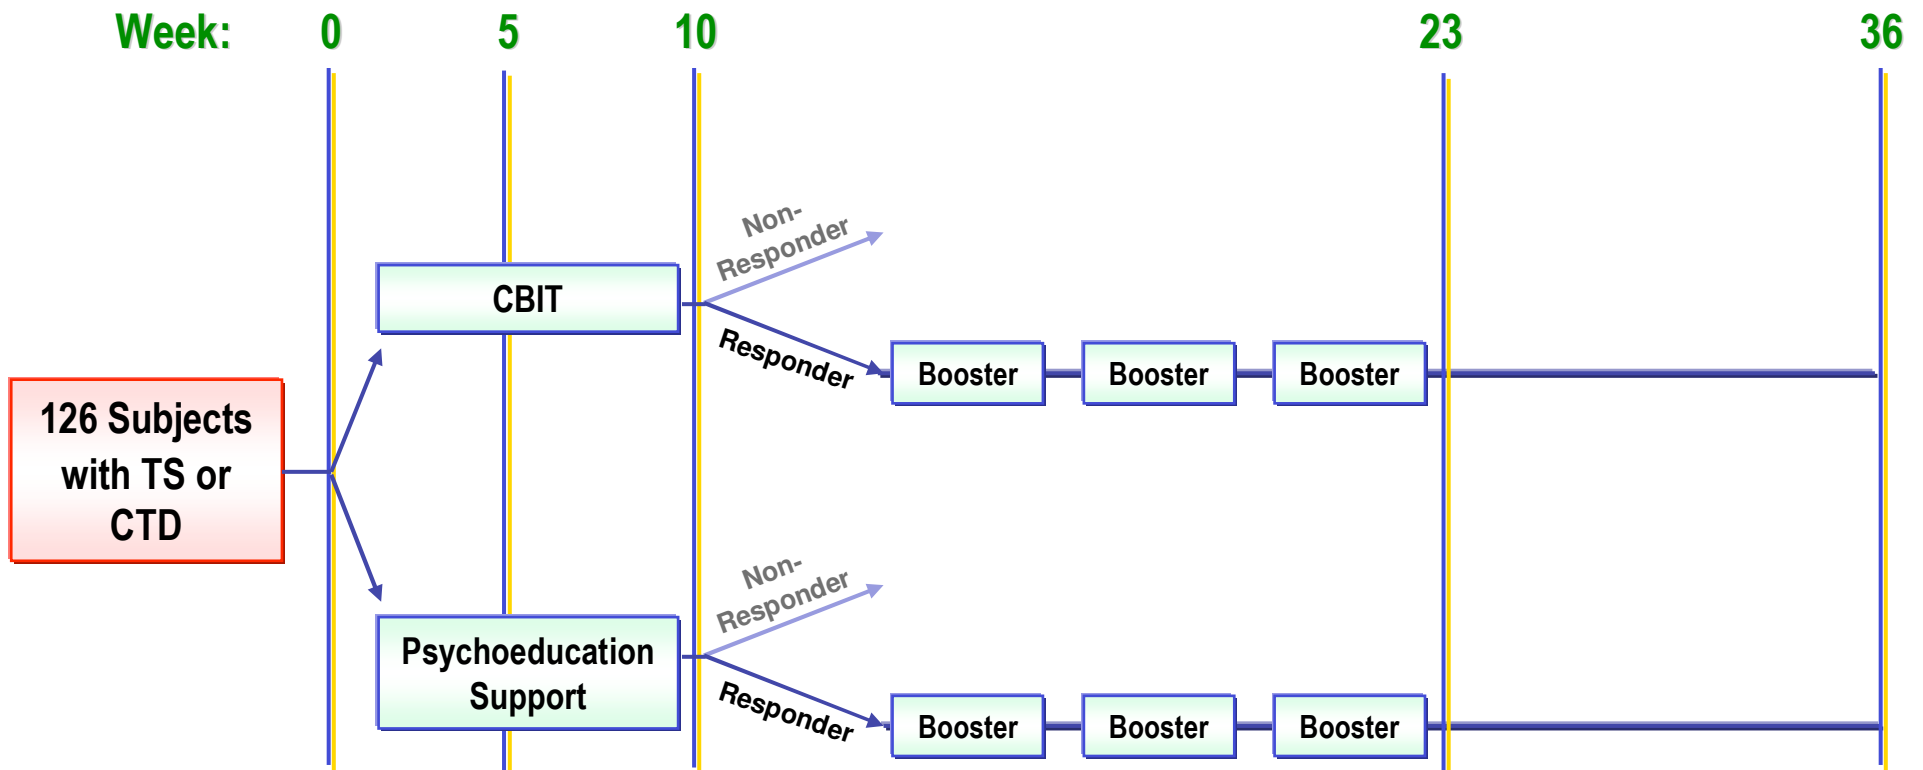 Week: 0 5 10 23 36
Non-
Responder
CBIT
Responder
Booster Booster Booster
126 Subjects
with TS or
CTD
Non-
Responder
Psychoeducation
Support
Responder
Booster Booster Booster